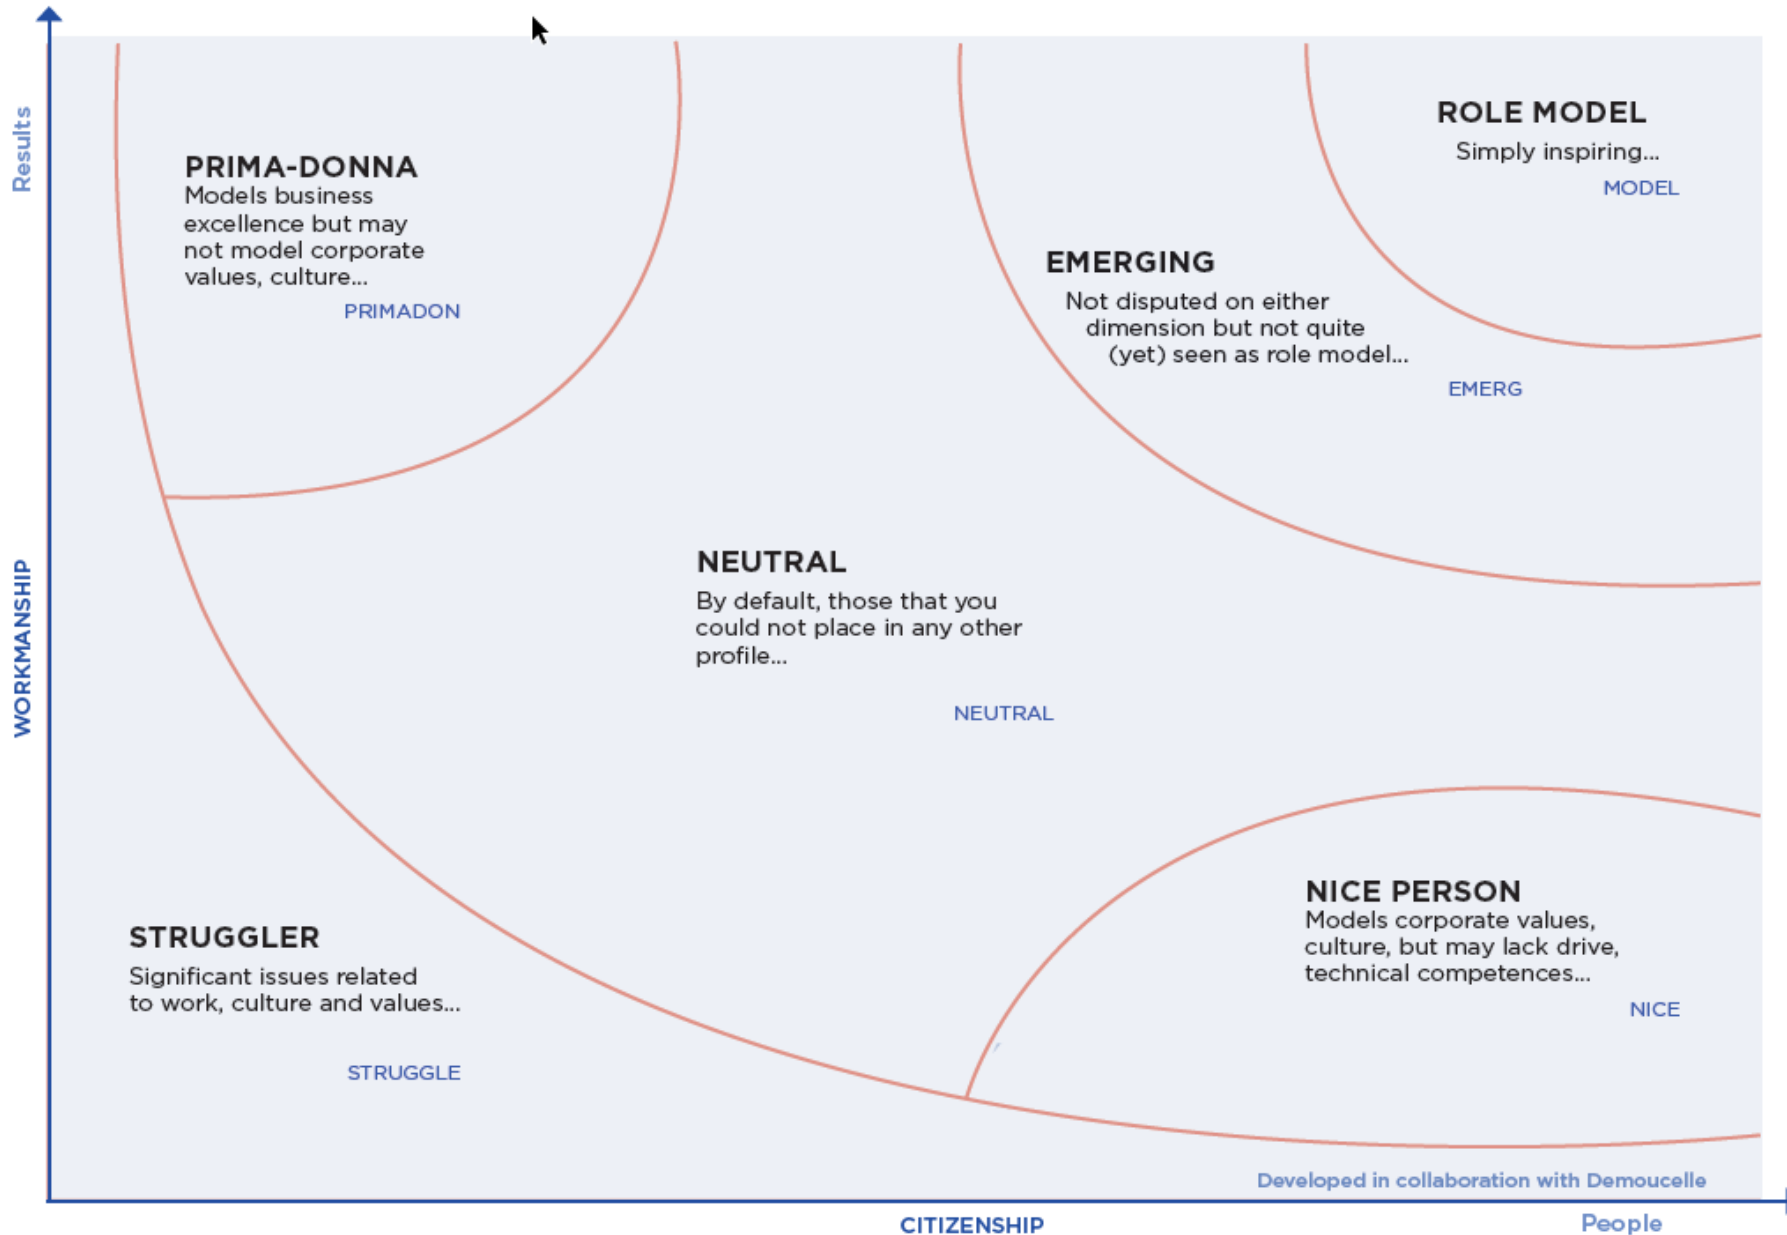 Results
WORKMANSHIP
PRIMA-DONNA
Models business
excellence but may
not model corporate
values, culture...
PRIMADON
ROLE MODEL
Simply inspiring...
MODEL
EMERGING
Not disputed on either
dimension but not quite
(yet) seen as role model...
EMERG
NEUTRAL
By default, those that you
could not place in any other
profile...
NEUTRAL
STRUGGLER
Significant issues related
to work, culture and values...
STRUGGLE
NICE PERSON
Models corporate values,
culture, but may lack drive,
technical competences...
NICE
Developed in collaboration with Demoucelle
CITIZENSHIP
People